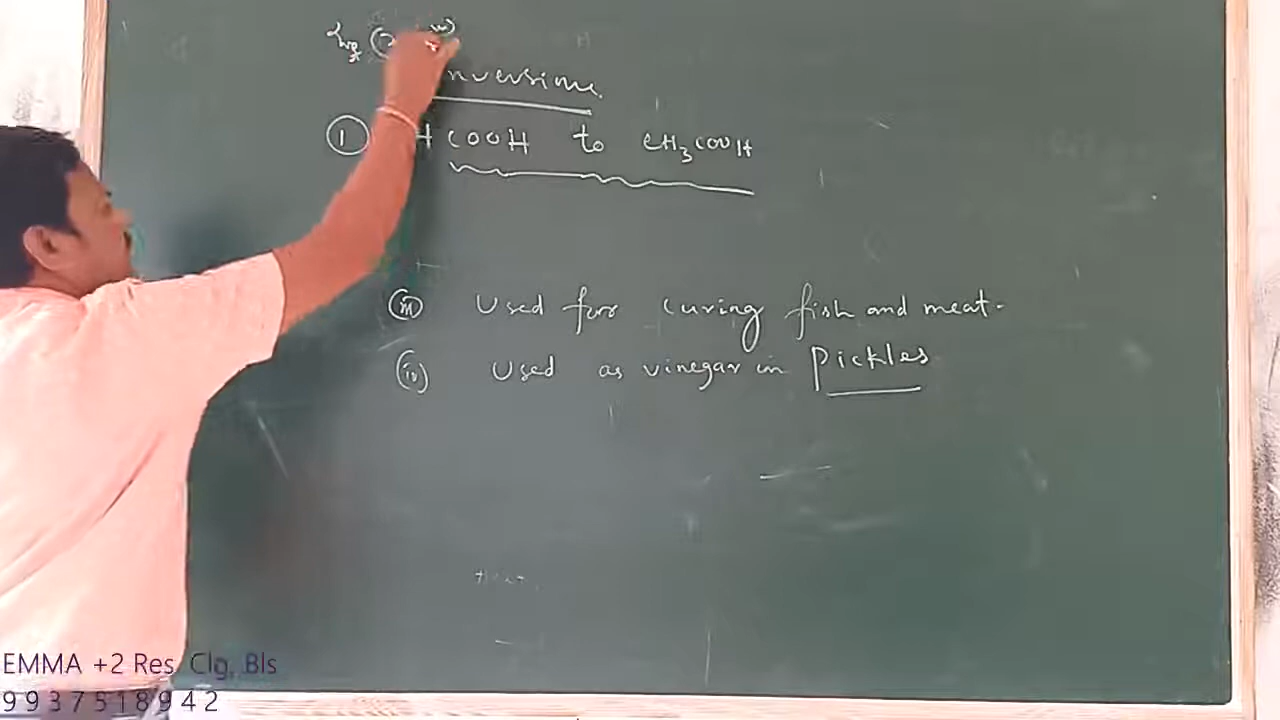 nversions
① HCOOH to CH₃COOH
(iii) Used for curing fish and meat.
(iv) Used as vinegar in Pickles
EMMA +2 Res. Clg, Bls
9937518942